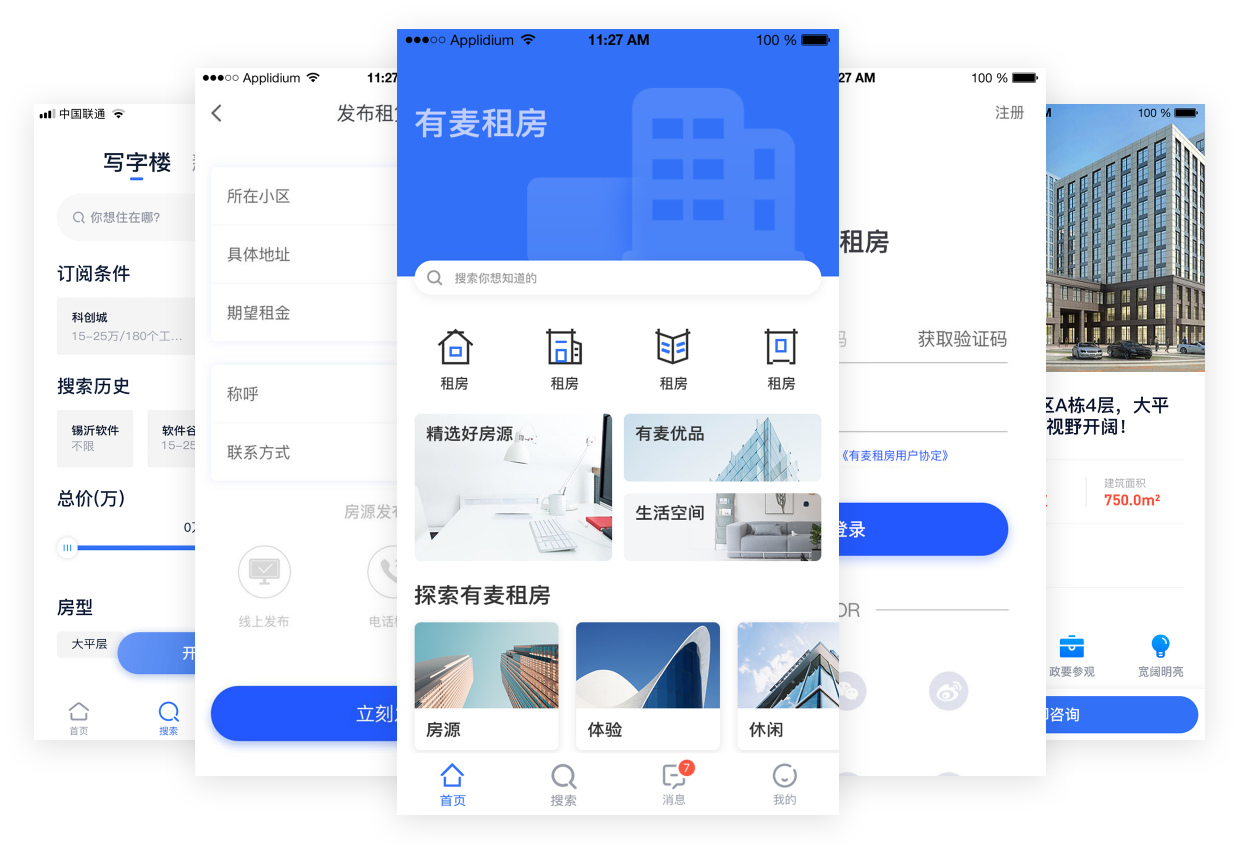 中国联通
写字楼
你想住在哪?
订阅条件
科创城
15-25万/180个工...
搜索历史
锡沂软件
不限
软件谷
15-25
总价(万)
0万
房型
大平层
开
首页
搜索
Applidium
11:27
发布租
所在小区
具体地址
期望租金
称呼
联系方式
房源发布
线上发布
电话
立刻发
Applidium
11:27 AM
100 %
有麦租房
搜索你想知道的
租房
租房
租房
租房
精选好房源
有麦优品
生活空间
探索有麦租房
房源
体验
休闲
首页
搜索
7
消息
我的
27 AM
100 %
注册
租房
码
获取验证码
《有麦租房用户协定》
登录
OR
M
100 %
区A栋4层，大平
视野开阔!
建筑面积
750.0m²
政要参观
宽阔明亮
咨询